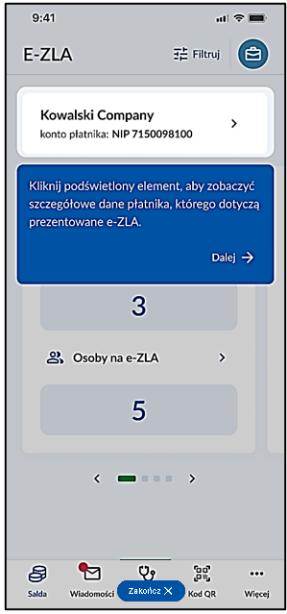 9:41
E-ZLA
Filtruj
Kowalski Company
konto płatnika: NIP 7150098100
Kliknij podświetlony element, aby zobaczyć
szczegółowe dane płatnika, którego dotyczą
prezentowane e-ZLA.
Dalej →
3
Osoby na e-ZLA
5
Salda
Wiadomości
Zakończ ✕
Kod QR
Więcej